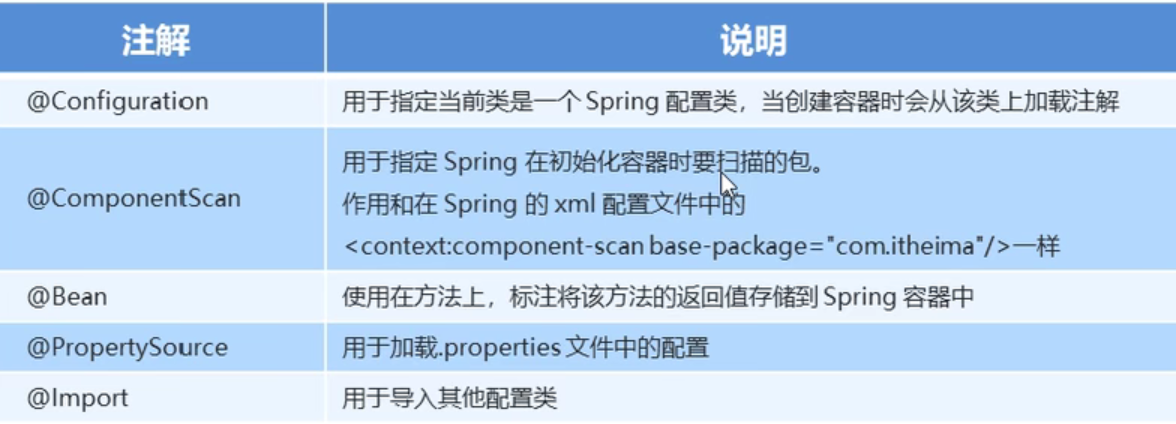 注解 说明
@Configuration 用于指定当前类是一个 Spring 配置类，当创建容器时会从该类上加载注解
@ComponentScan 用于指定 Spring 在初始化容器时要扫描的包。
作用和在 Spring 的 xml 配置文件中的
<context:component-scan base-package="com.itheima"/>一样
@Bean 使用在方法上，标注将该方法的返回值存储到 Spring 容器中
@PropertySource 用于加载.properties 文件中的配置
@Import 用于导入其他配置类